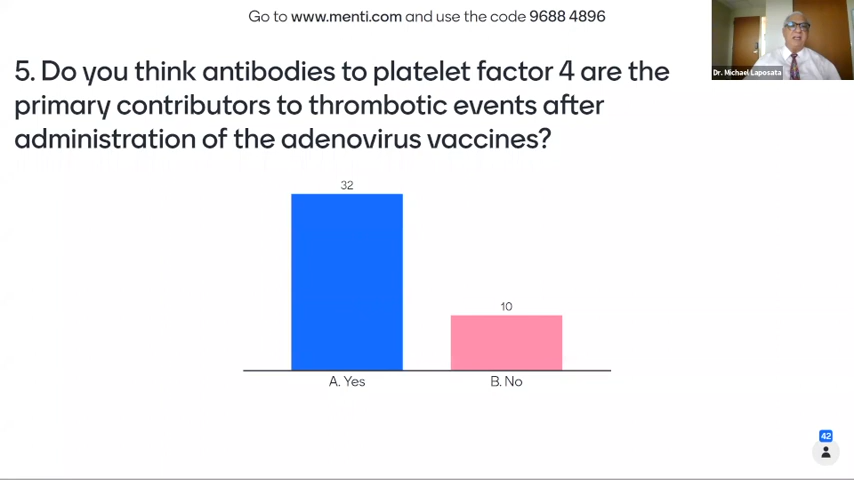 Go to www.menti.com and use the code 9688 4896
Dr. Michael Laposata
5. Do you think antibodies to platelet factor 4 are the
primary contributors to thrombotic events after
administration of the adenovirus vaccines?
32
10
A. Yes
B. No
42